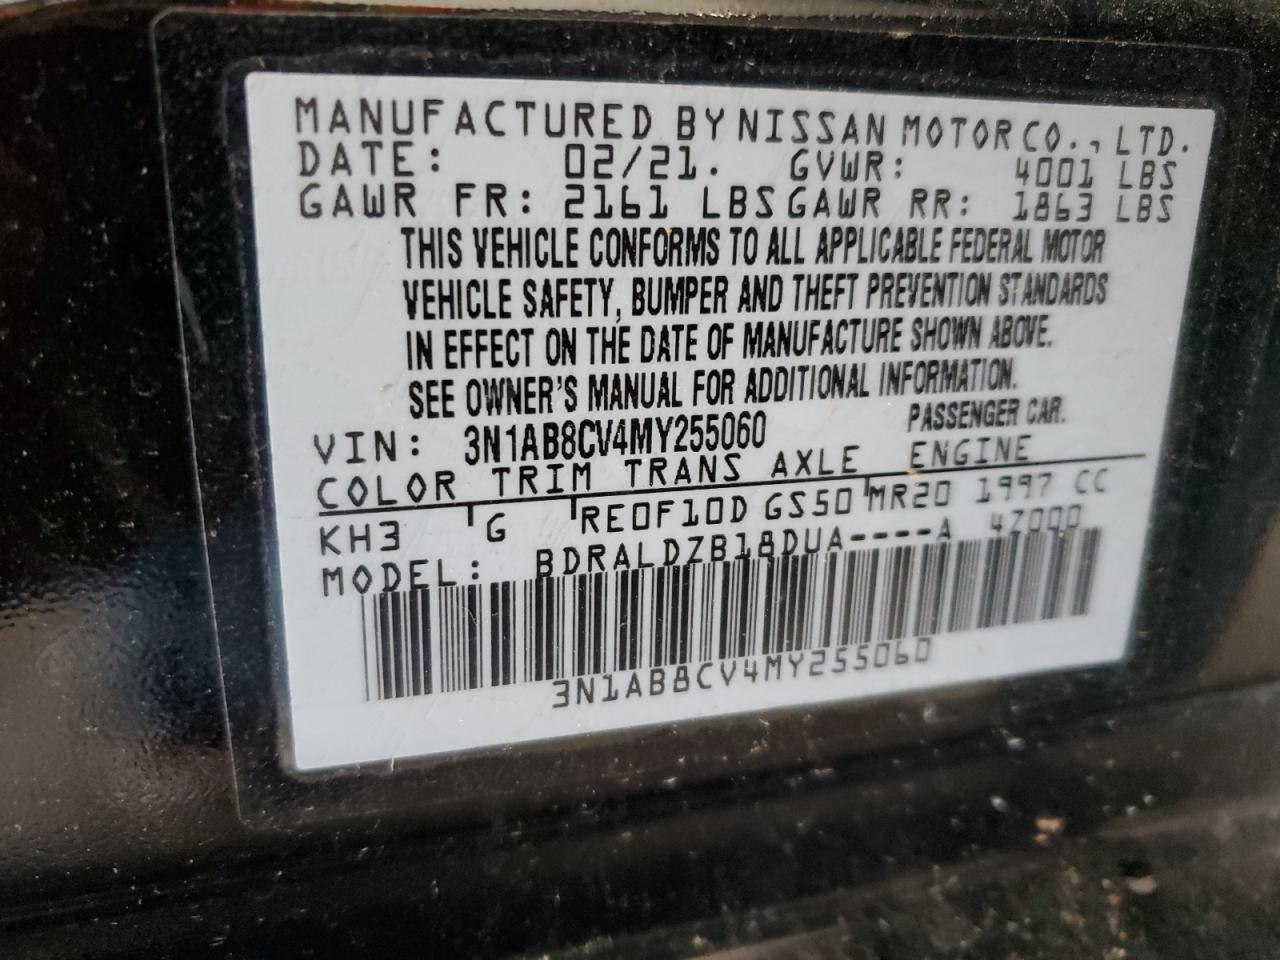 MANUFACTURED BY NISSAN MOTOR CO., LTD.
DATE: 02/21. GVWR: 4001 LBS
GAWR FR: 2161 LBS GAWR RR: 1863 LBS
THIS VEHICLE CONFORMS TO ALL APPLICABLE FEDERAL MOTOR
VEHICLE SAFETY, BUMPER AND THEFT PREVENTION STANDARDS
IN EFFECT ON THE DATE OF MANUFACTURE SHOWN ABOVE.
SEE OWNER'S MANUAL FOR ADDITIONAL INFORMATION.
VIN: 3N1AB8CV4MY255060 PASSENGER CAR.
COLOR TRIM TRANS AXLE ENGINE
KH3 G RE0F10D GS50 MR20 1997 CC
MODEL: BDRALDZB18DUA----A 4Z000
3N1AB8CV4MY255060